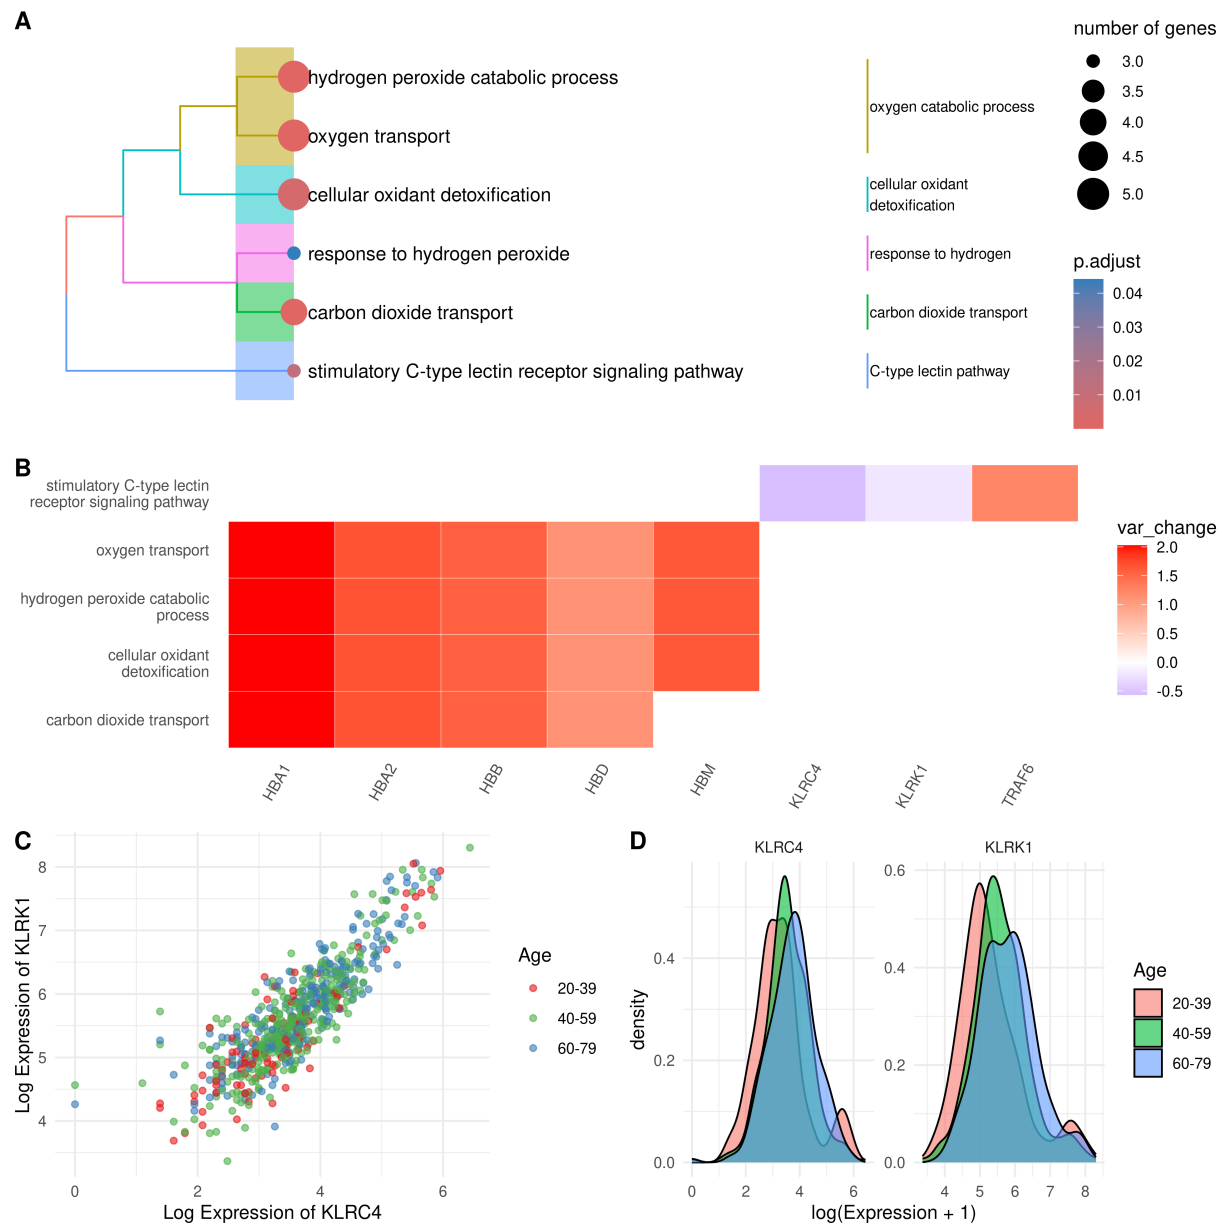 A
hydrogen peroxide catabolic process
oxygen transport
cellular oxidant detoxification
response to hydrogen peroxide
carbon dioxide transport
stimulatory C-type lectin receptor signaling pathway
oxygen catabolic process
cellular oxidant
detoxification
response to hydrogen
carbon dioxide transport
C-type lectin pathway
number of genes
3.0
3.5
4.0
4.5
5.0
p.adjust
0.04
0.03
0.02
0.01
B
stimulatory C-type lectin
receptor signaling pathway
oxygen transport
hydrogen peroxide catabolic
process
cellular oxidant
detoxification
carbon dioxide transport
HBA1
HBA2
HBB
HBD
HBM
KLRC4
KLRK1
TRAF6
var_change
2.0
1.5
1.0
0.5
0.0
-0.5
C
Log Expression of KLRK1
8
7
6
5
4
0
2
4
6
Log Expression of KLRC4
Age
20-39
40-59
60-79
D
KLRC4
KLRK1
density
0.4
0.2
0.0
0.6
0.4
0.2
0.0
0
2
4
6
4
5
6
7
8
log(Expression + 1)
Age
20-39
40-59
60-79